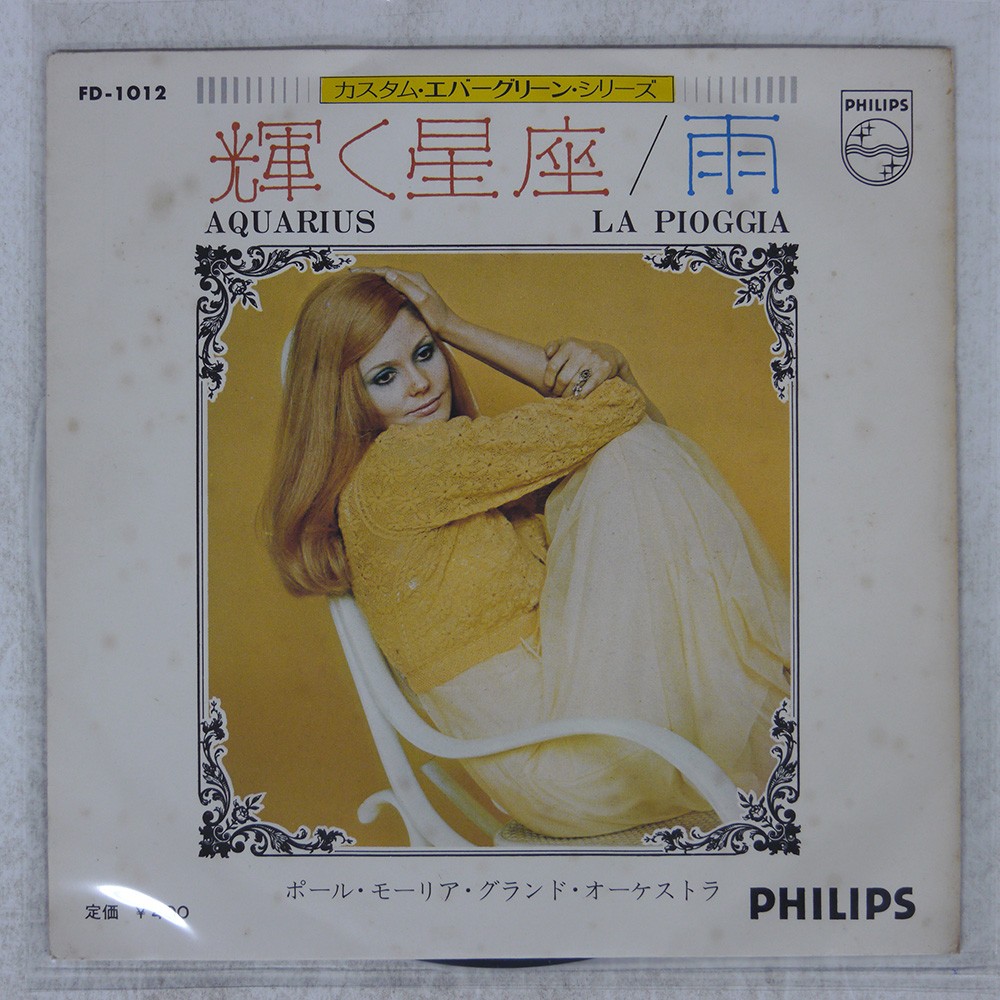 FD-1012
カスタム・エバーグリーン・シリーズ
PHILIPS
輝く星座/雨
AQUARIUS LA PIOGGIA
ポール・モーリア・グランド・オーケストラ
定価
PHILIPS